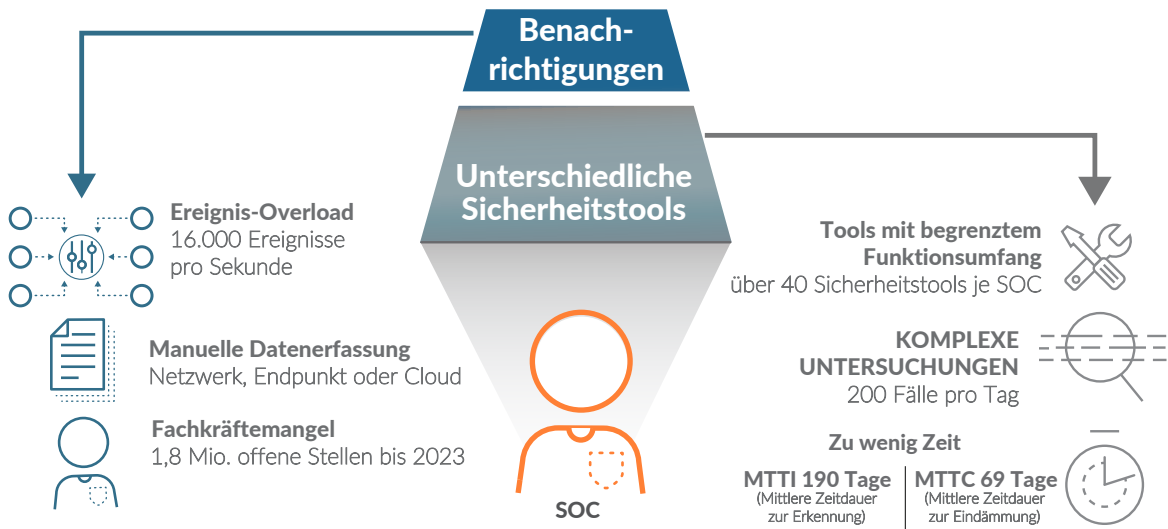 Benach-
richtigungen
Unterschiedliche
Sicherheitstools
Ereignis-Overload
16.000 Ereignisse
pro Sekunde
Manuelle Datenerfassung
Netzwerk, Endpunkt oder Cloud
Fachkräftemangel
1,8 Mio. offene Stellen bis 2023
SOC
Tools mit begrenztem
Funktionsumfang
über 40 Sicherheitstools je SOC
KOMPLEXE
UNTERSUCHUNGEN
200 Fälle pro Tag
Zu wenig Zeit
MTTI 190 Tage
(Mittlere Zeitdauer
zur Erkennung)
MTTC 69 Tage
(Mittlere Zeitdauer
zur Eindämmung)